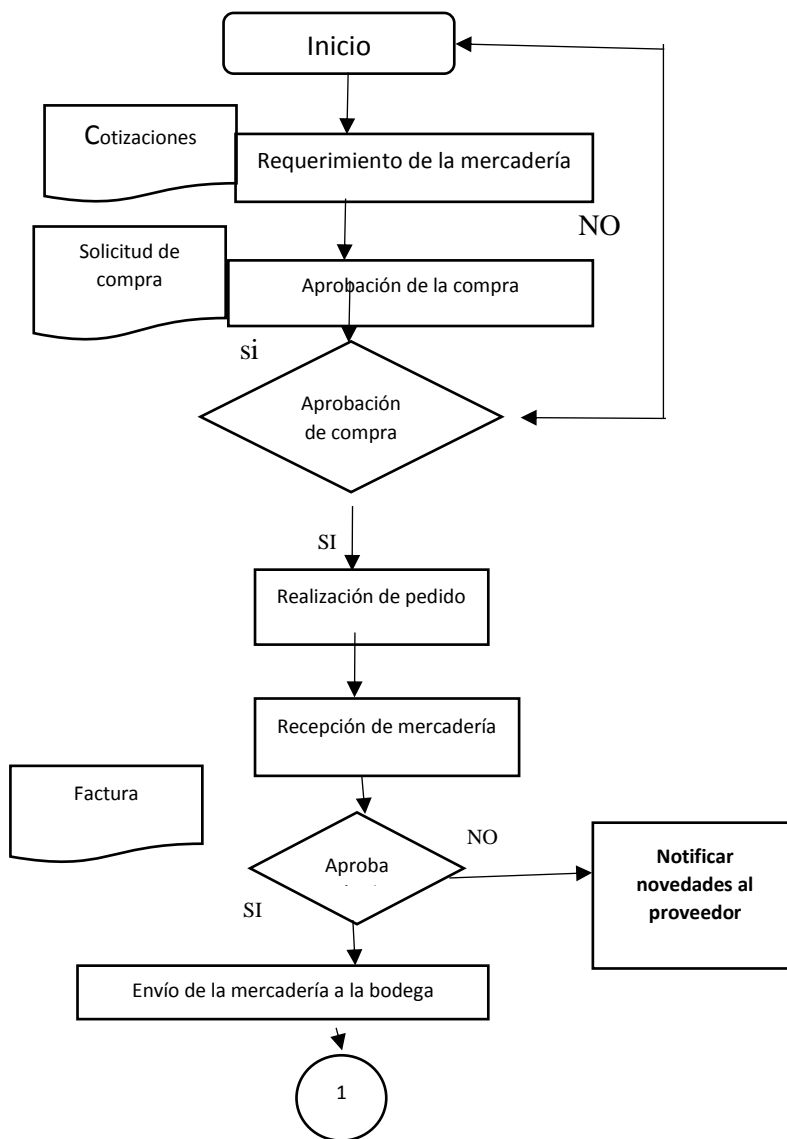 Inicio
Cotizaciones
Requerimiento de la mercadería
NO
Solicitud de
compra
Aprobación de la compra
si
Aprobación
de compra
SI
Realización de pedido
Recepción de mercadería
Factura
Aproba
NO
Notificar
novedades al
proveedor
SI
Envío de la mercadería a la bodega
1